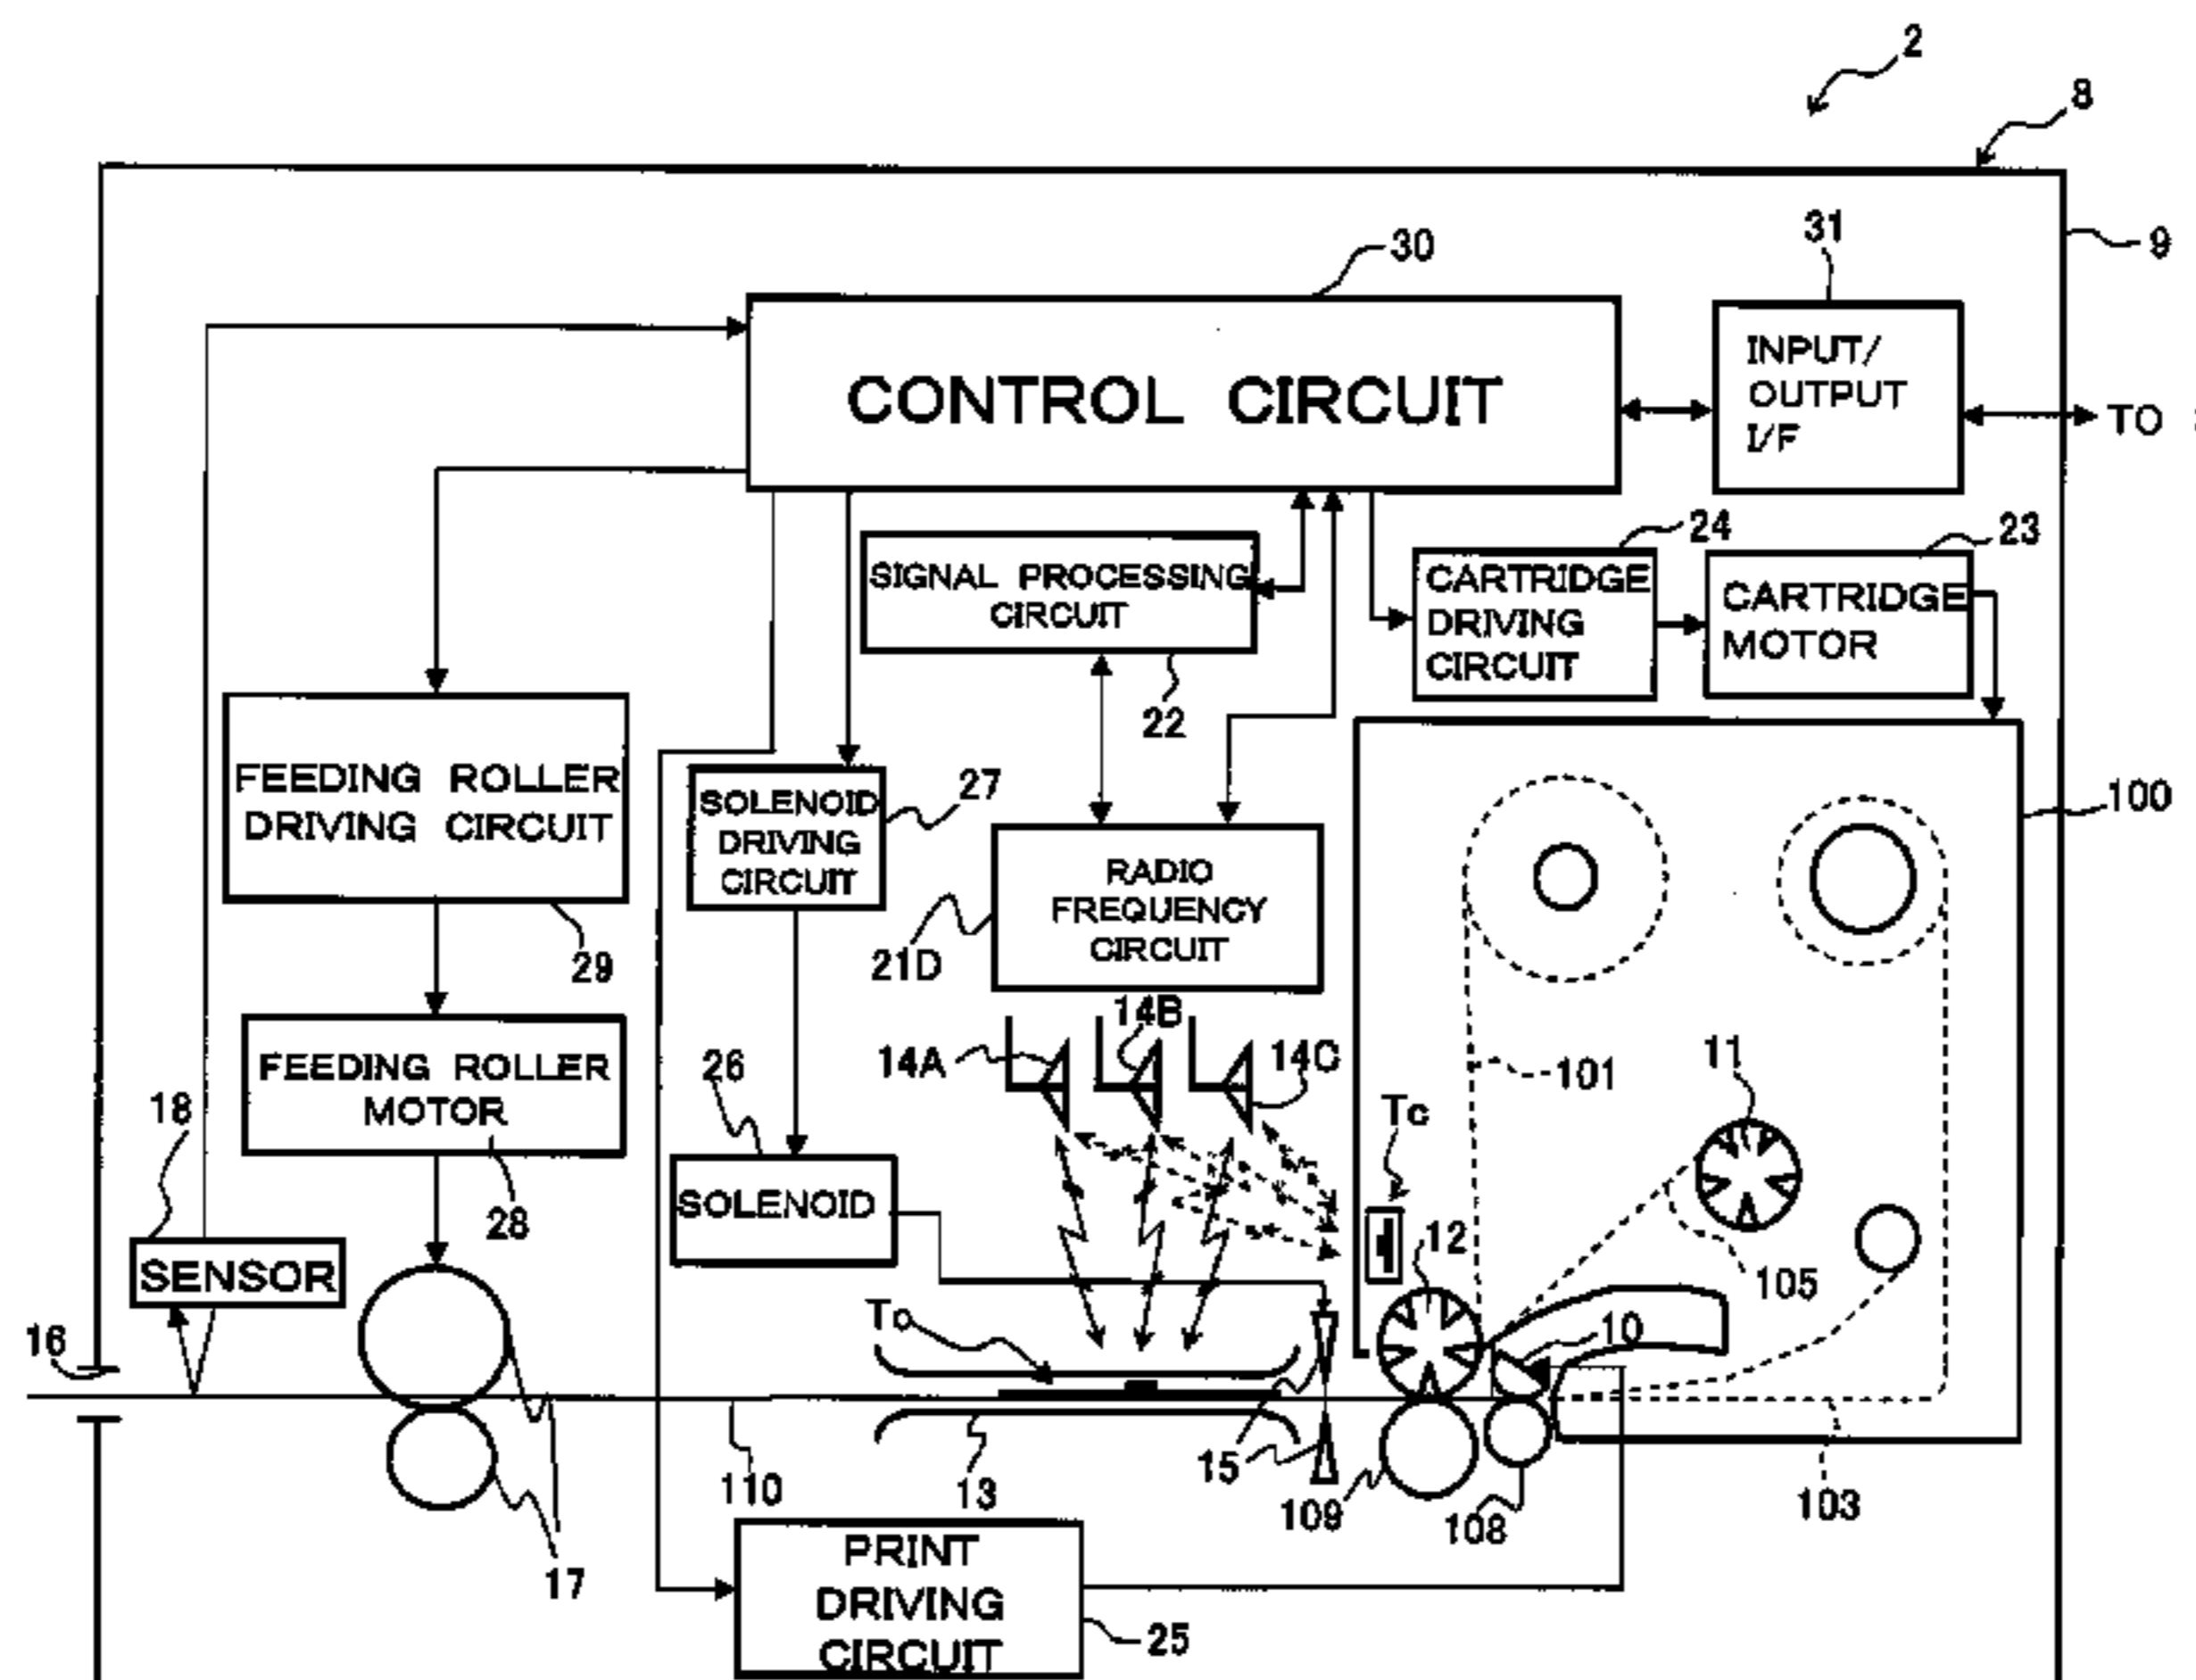 2
8
9
30
31
CONTROL CIRCUIT
INPUT/
OUTPUT
I/F
TO
24
23
SIGNAL PROCESSING
CIRCUIT
CARTRIDGE
DRIVING
CIRCUIT
CARTRIDGE
MOTOR
22
FEEDING ROLLER
DRIVING CIRCUIT
SOLENOID
DRIVING
CIRCUIT
27
100
RADIO
FREQUENCY
CIRCUIT
21D
29
14A
14B
14C
101
11
FEEDING ROLLER
MOTOR
26
Tc
18
28
SOLENOID
12
105
SENSOR
To
10
16
110
13
15
109
108
103
17
PRINT
DRIVING
CIRCUIT
25